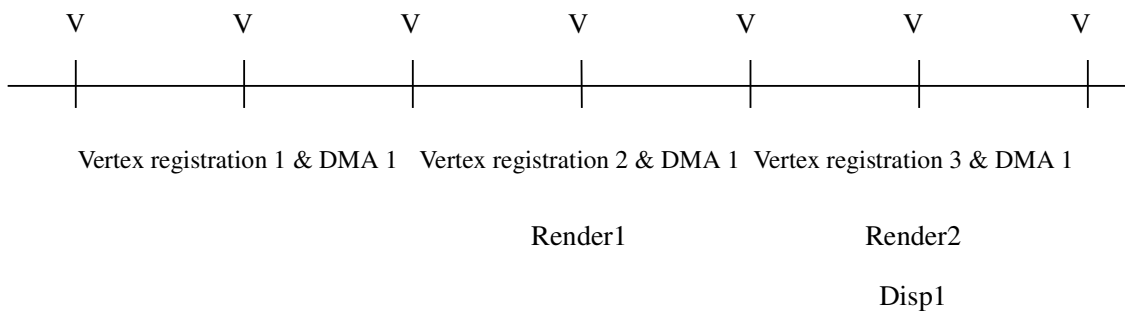 V V V V V V V
Vertex registration 1 & DMA 1 Vertex registration 2 & DMA 1 Vertex registration 3 & DMA 1
Render1 Render2
Disp1